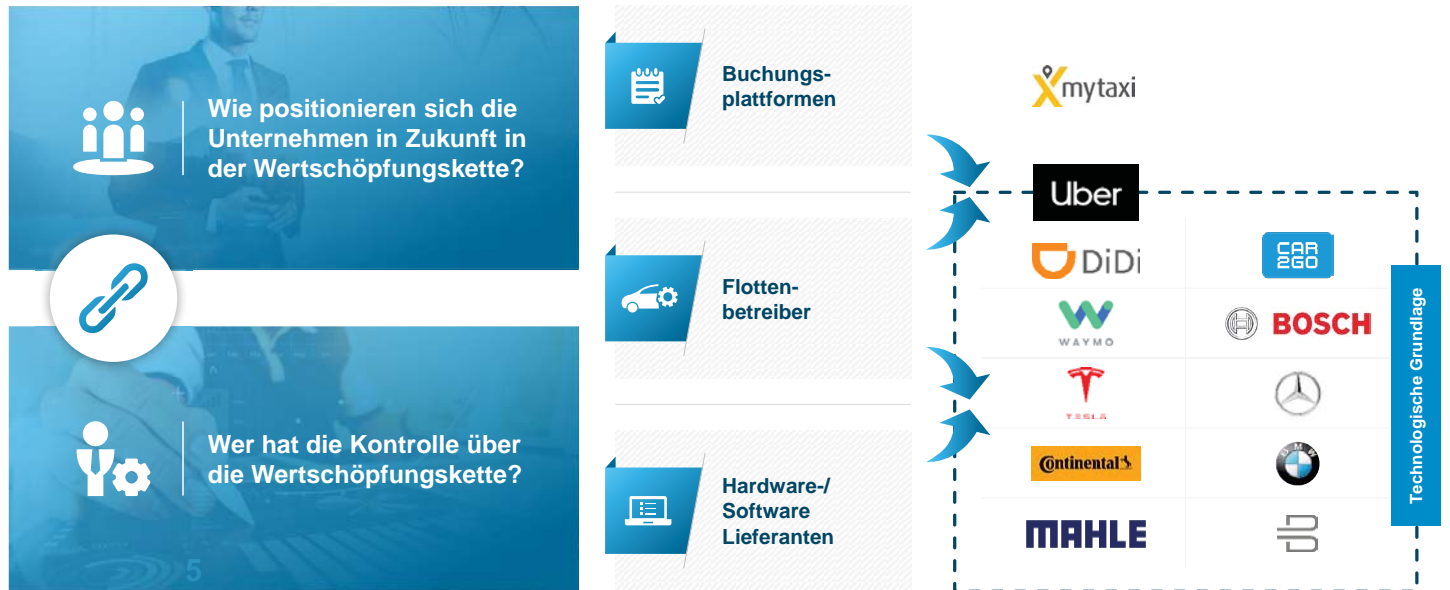 Wie positionieren sich die
Unternehmen in Zukunft in
der Wertschöpfungskette?
Wer hat die Kontrolle über
die Wertschöpfungskette?
5
Buchungs-
plattformen
Flotten-
betreiber
Hardware-/
Software
Lieferanten
mytaxi
Uber
DiDi
CAR
2GO
WAYMO
BOSCH
TESLA
Continental
BMW
MAHLE
Technologische Grundlage